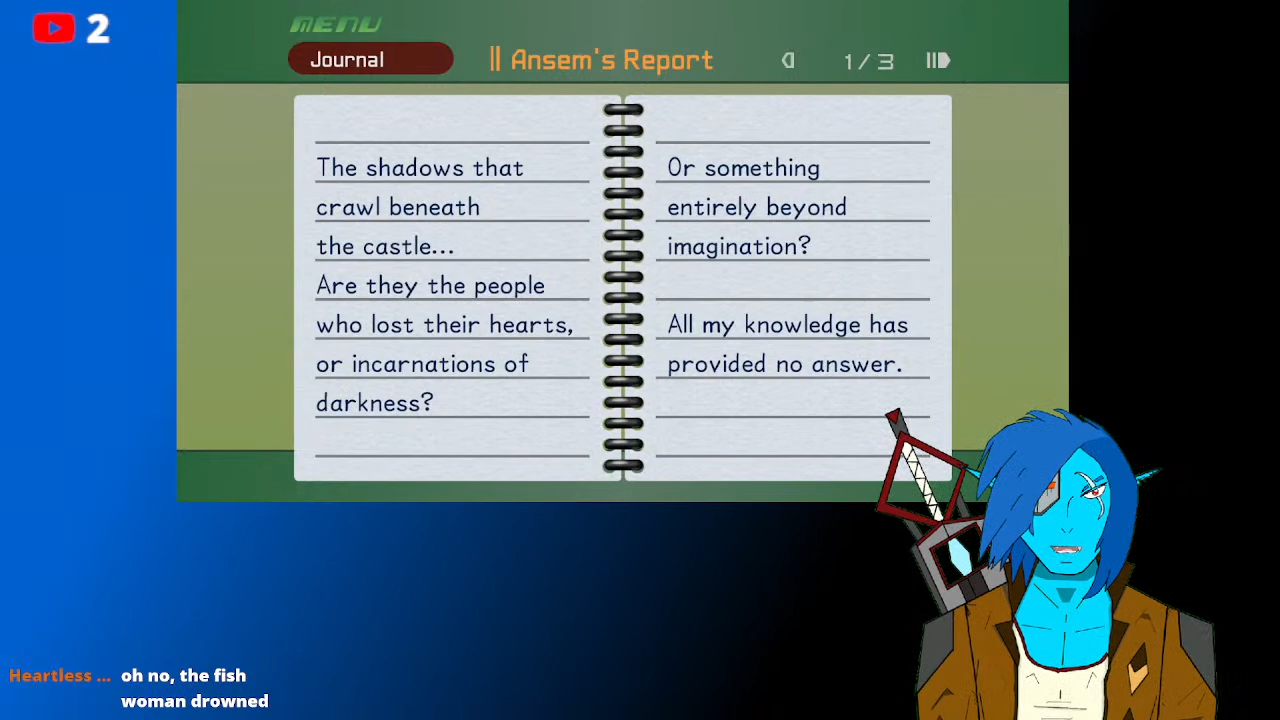 2
MENU
Journal
Ansem's Report
1/3
The shadows that
crawl beneath
the castle...
Are they the people
who lost their hearts,
or incarnations of
darkness?
Or something
entirely beyond
imagination?
All my knowledge has
provided no answer.
Heartless ... oh no, the fish
woman drowned